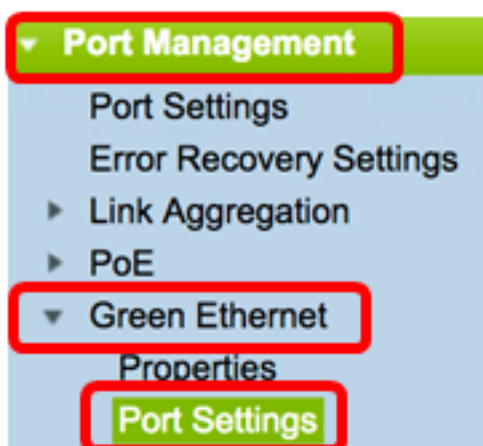 Port Management
Port Settings
Error Recovery Settings
Link Aggregation
PoE
Green Ethernet
Properties
Port Settings